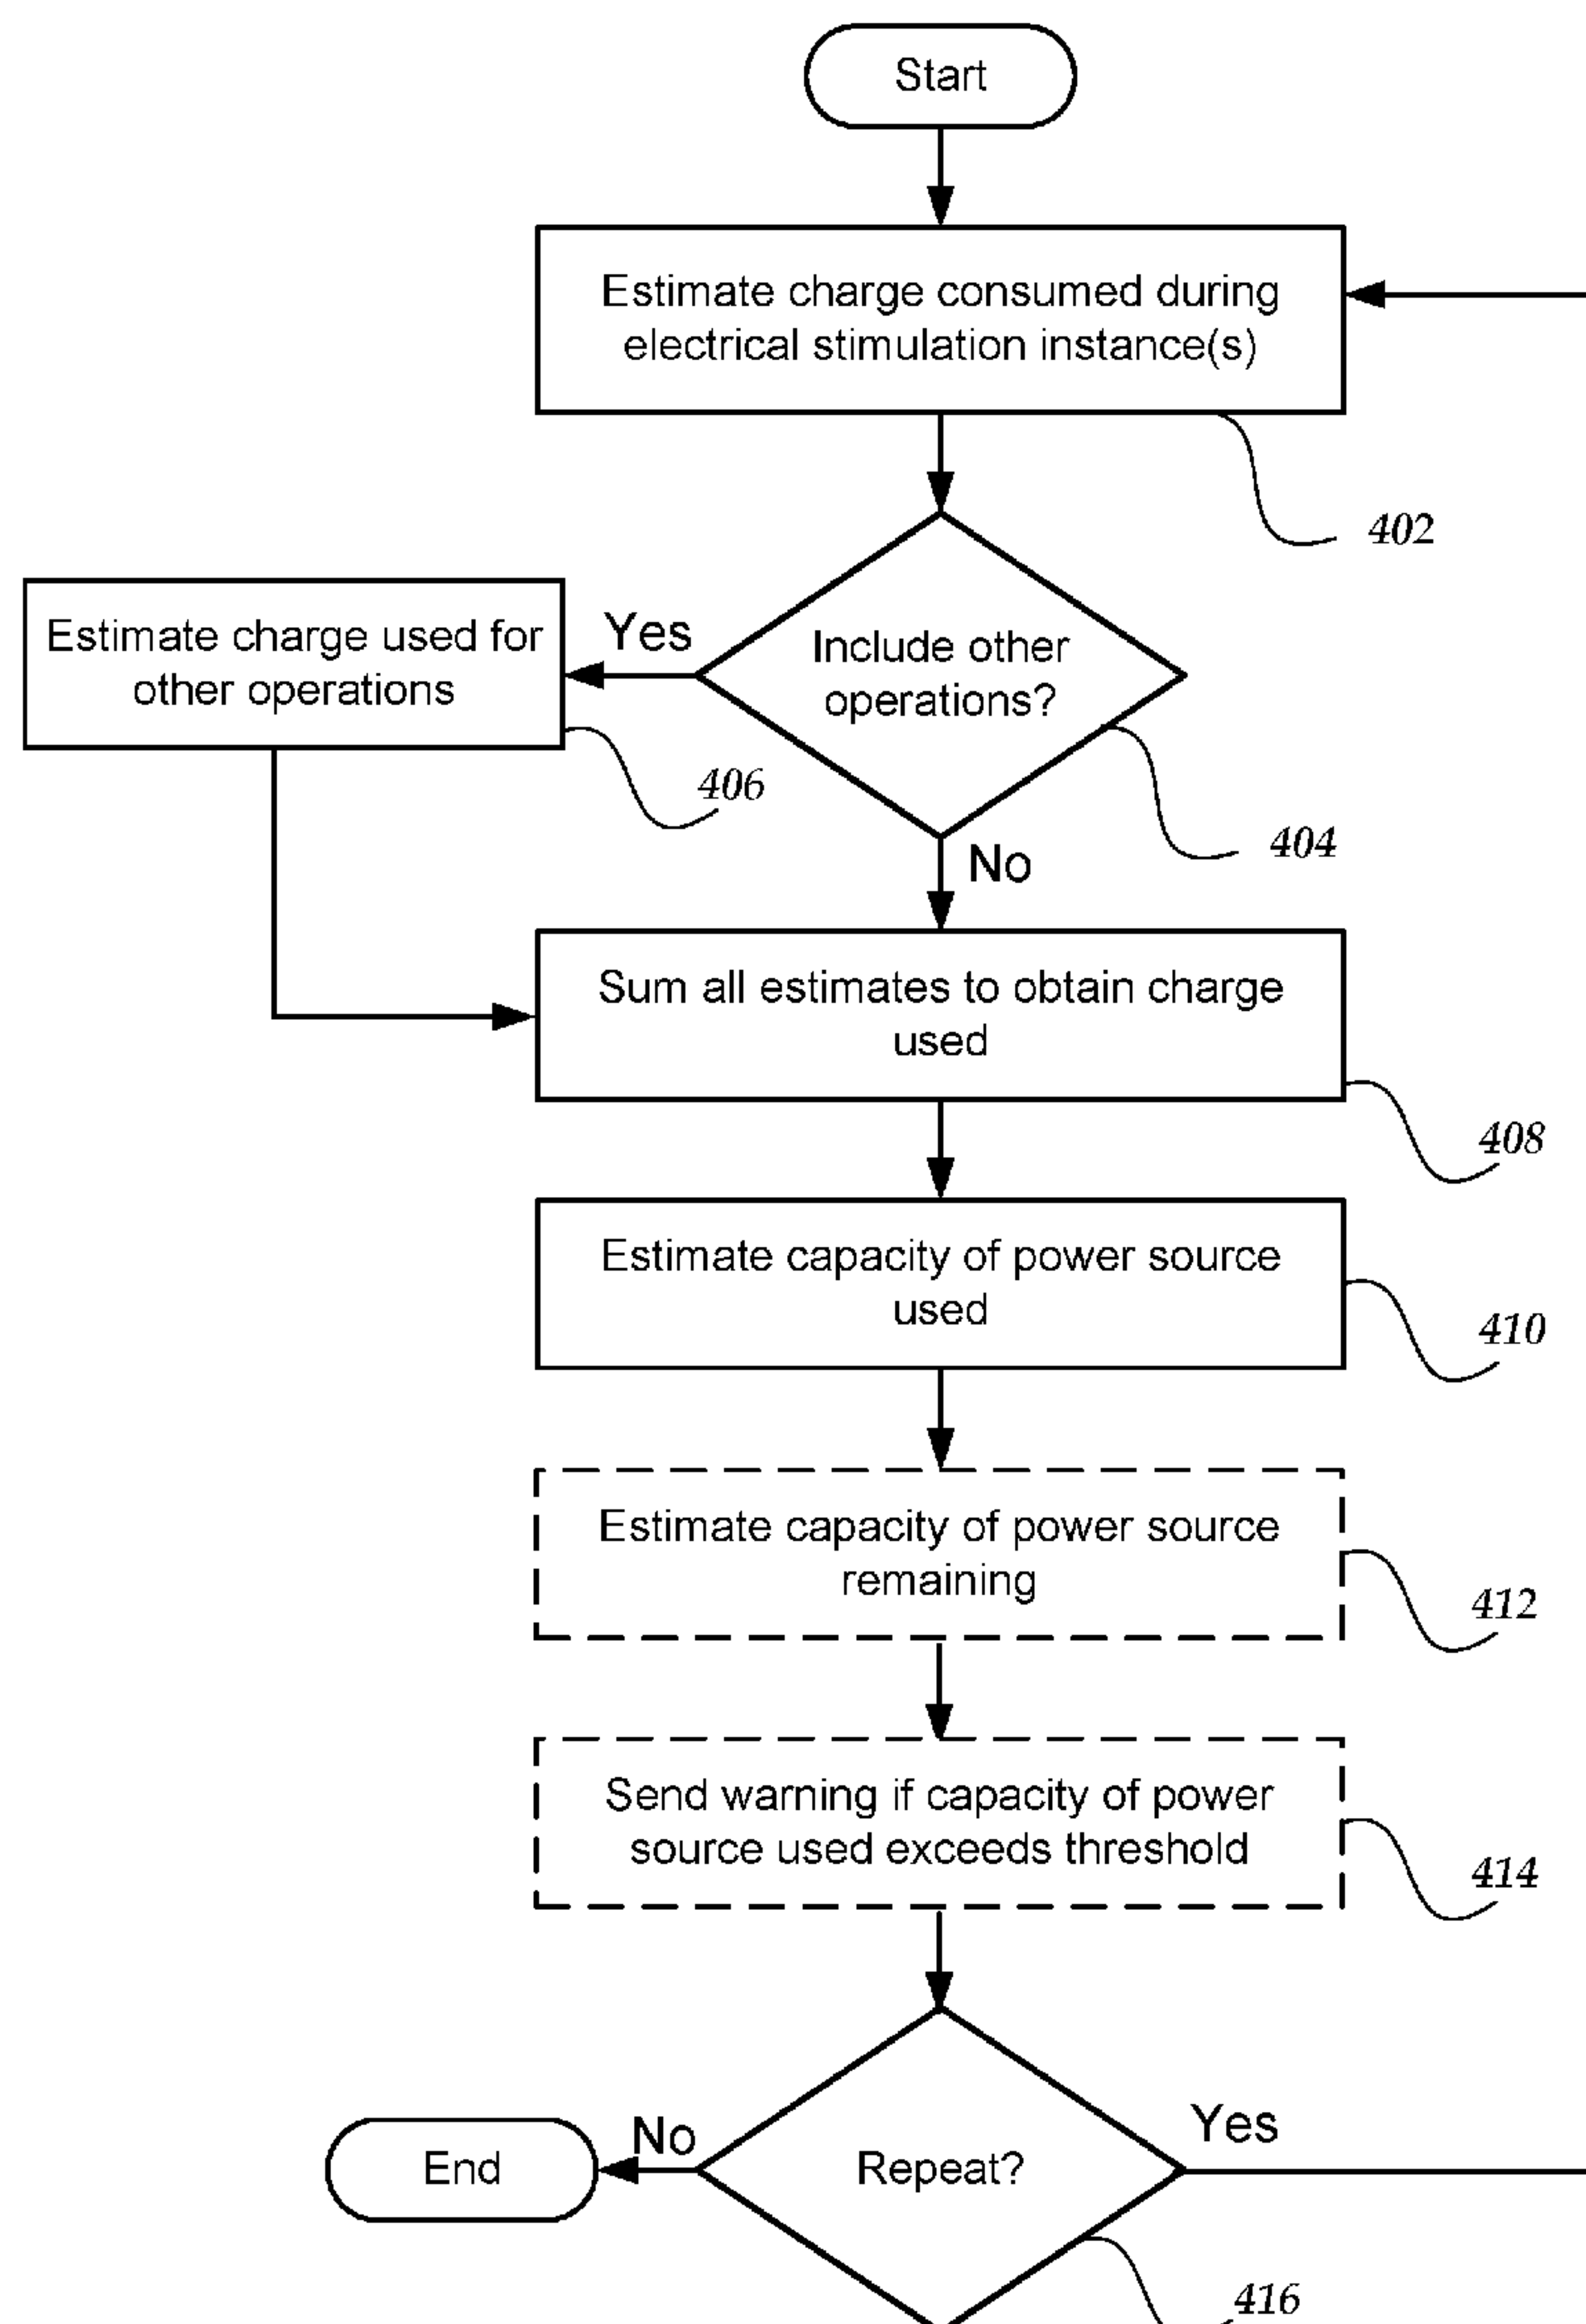 Start
Estimate charge consumed during
electrical stimulation instance(s)
402
Estimate charge used for
other operations
Yes
Include other
operations?
406
404
No
Sum all estimates to obtain charge
used
408
Estimate capacity of power source
used
410
Estimate capacity of power source
remaining
412
Send warning if capacity of power
source used exceeds threshold
414
End
No
Repeat?
Yes
416